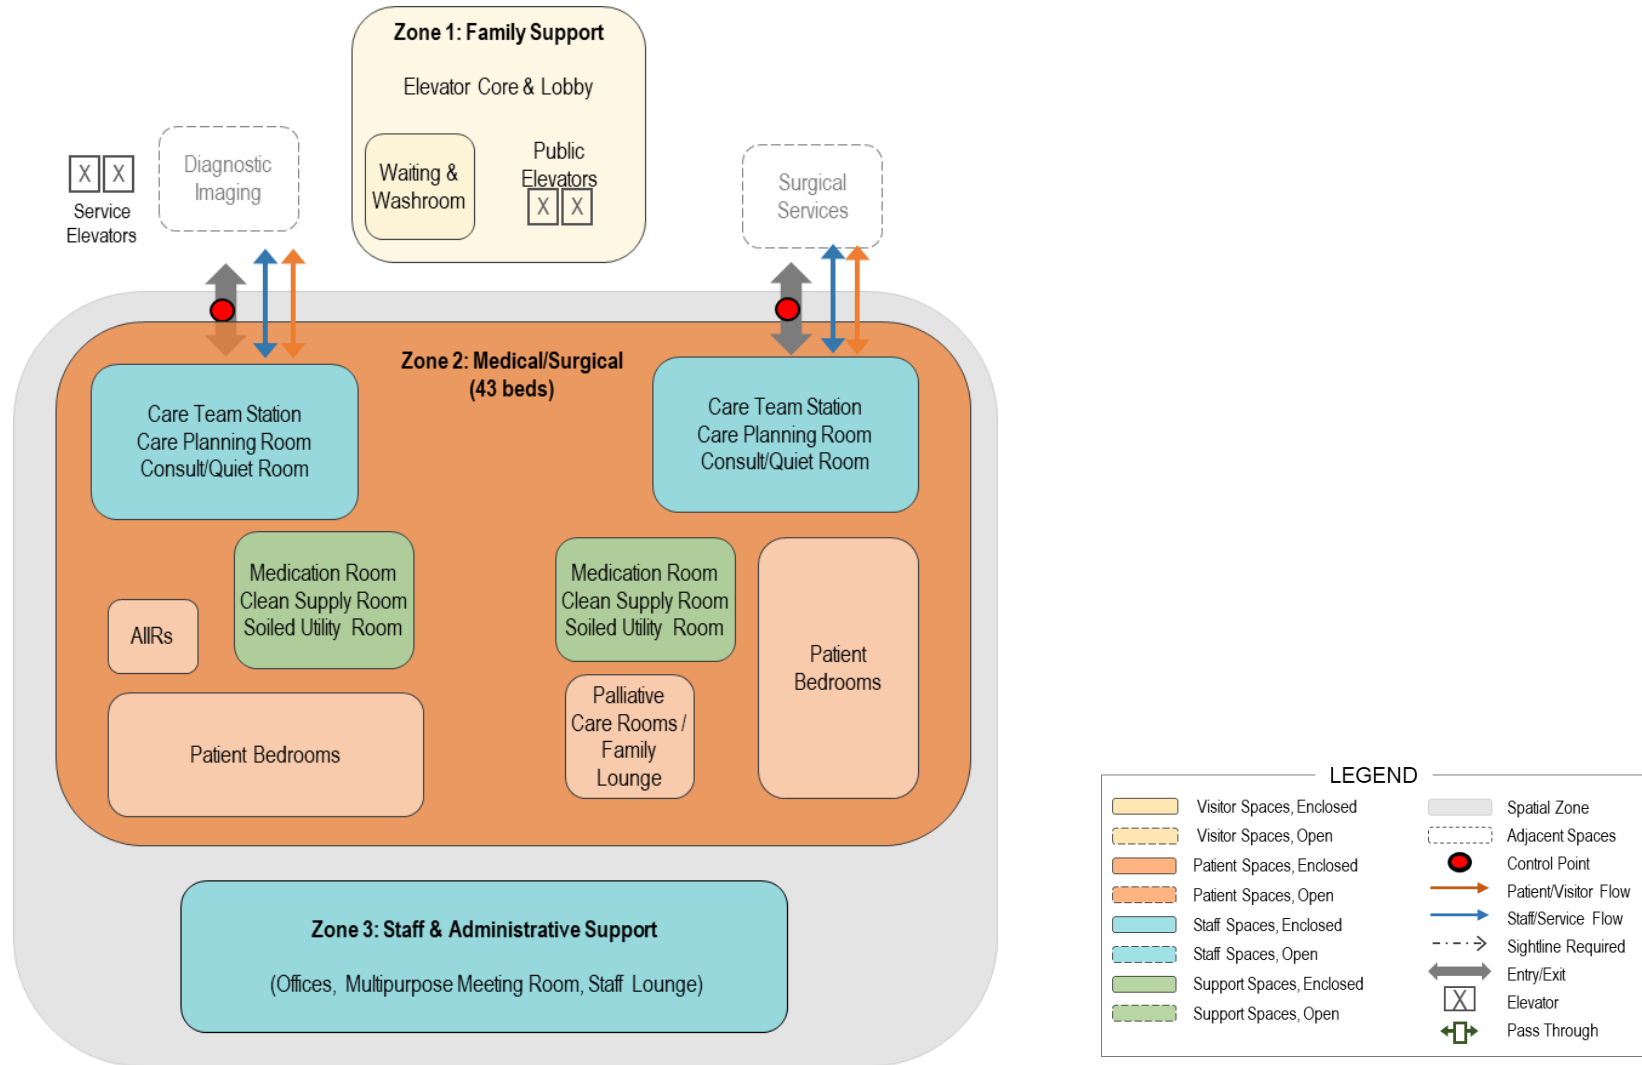 Zone 1: Family Support
Elevator Core & Lobby
Waiting &
Washroom
Public
Elevators
X X
Diagnostic
Imaging
X X
Service
Elevators
Surgical
Services
Zone 2: Medical/Surgical
(43 beds)
Care Team Station
Care Planning Room
Consult/Quiet Room
Care Team Station
Care Planning Room
Consult/Quiet Room
Medication Room
Clean Supply Room
Soiled Utility Room
Medication Room
Clean Supply Room
Soiled Utility Room
AIIRs
Patient Bedrooms
Palliative
Care Rooms /
Family
Lounge
Patient
Bedrooms
Zone 3: Staff & Administrative Support
(Offices, Multipurpose Meeting Room, Staff Lounge)
LEGEND
Visitor Spaces, Enclosed
Visitor Spaces, Open
Patient Spaces, Enclosed
Patient Spaces, Open
Staff Spaces, Enclosed
Staff Spaces, Open
Support Spaces, Enclosed
Support Spaces, Open
Spatial Zone
Adjacent Spaces
Control Point
Patient/Visitor Flow
Staff/Service Flow
Sightline Required
Entry/Exit
X Elevator
Pass Through